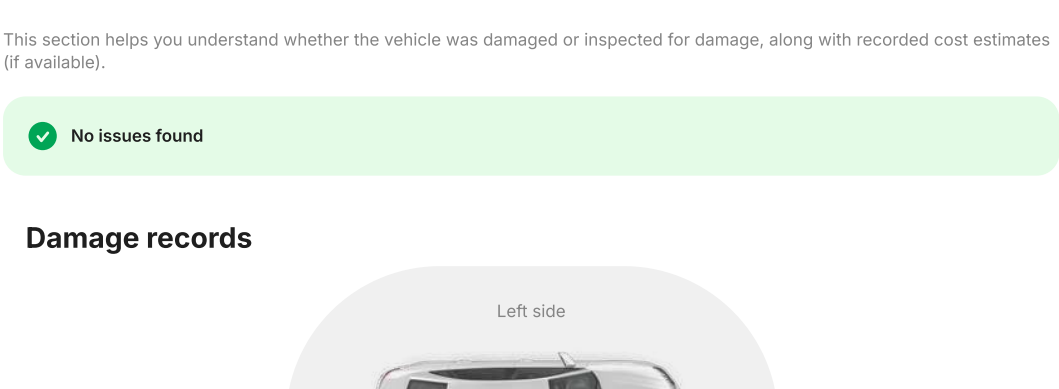 This section helps you understand whether the vehicle was damaged or inspected for damage, along with recorded cost estimates
(if available).
No issues found
Damage records
Left side